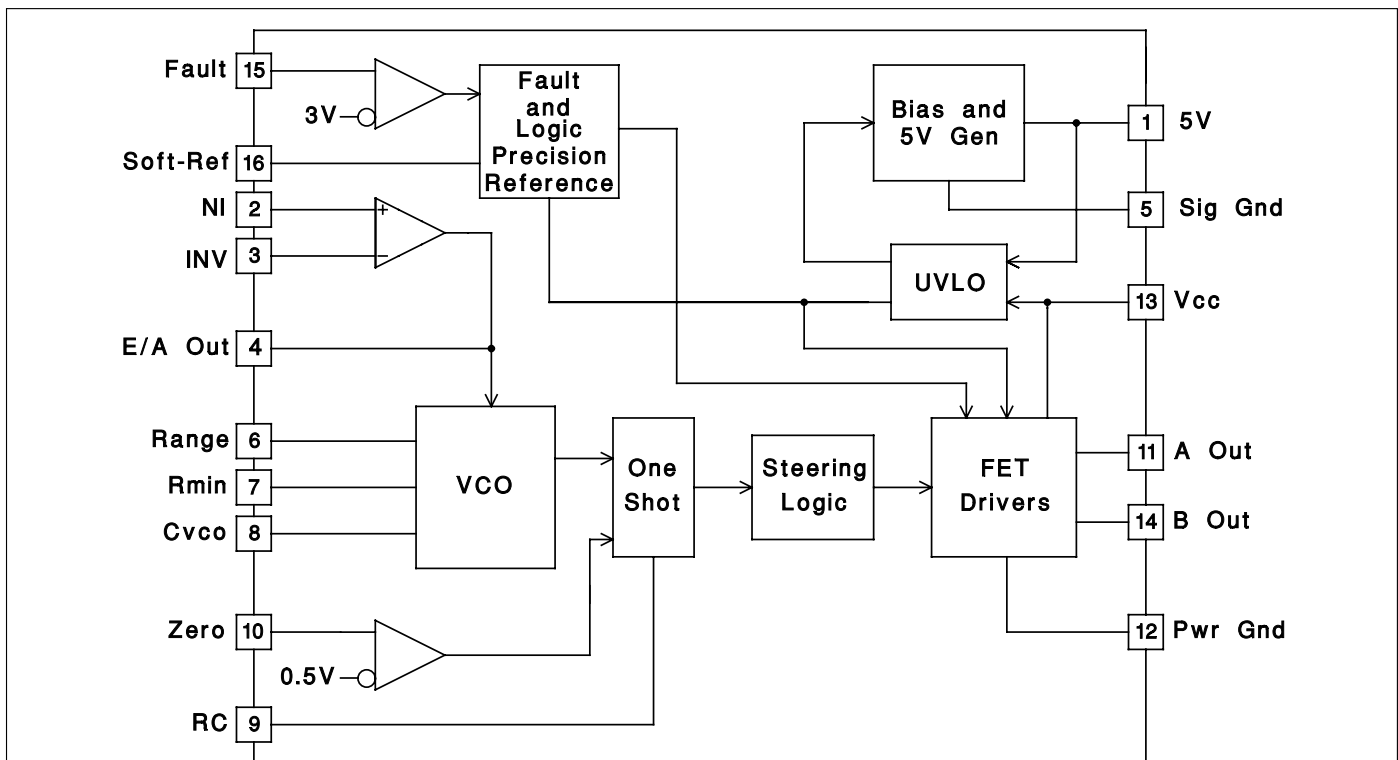 Fault 15
3V
Soft-Ref 16
NI 2
+
INV 3
−
E/A Out 4
Range 6
Rmin 7
Cvco 8
Zero 10
0.5V
RC 9
Fault
and
Logic
Precision
Reference
VCO
One
Shot
Steering
Logic
FET
Drivers
Bias and
5V Gen
UVLO
1 5V
5 Sig Gnd
13 Vcc
11 A Out
14 B Out
12 Pwr Gnd